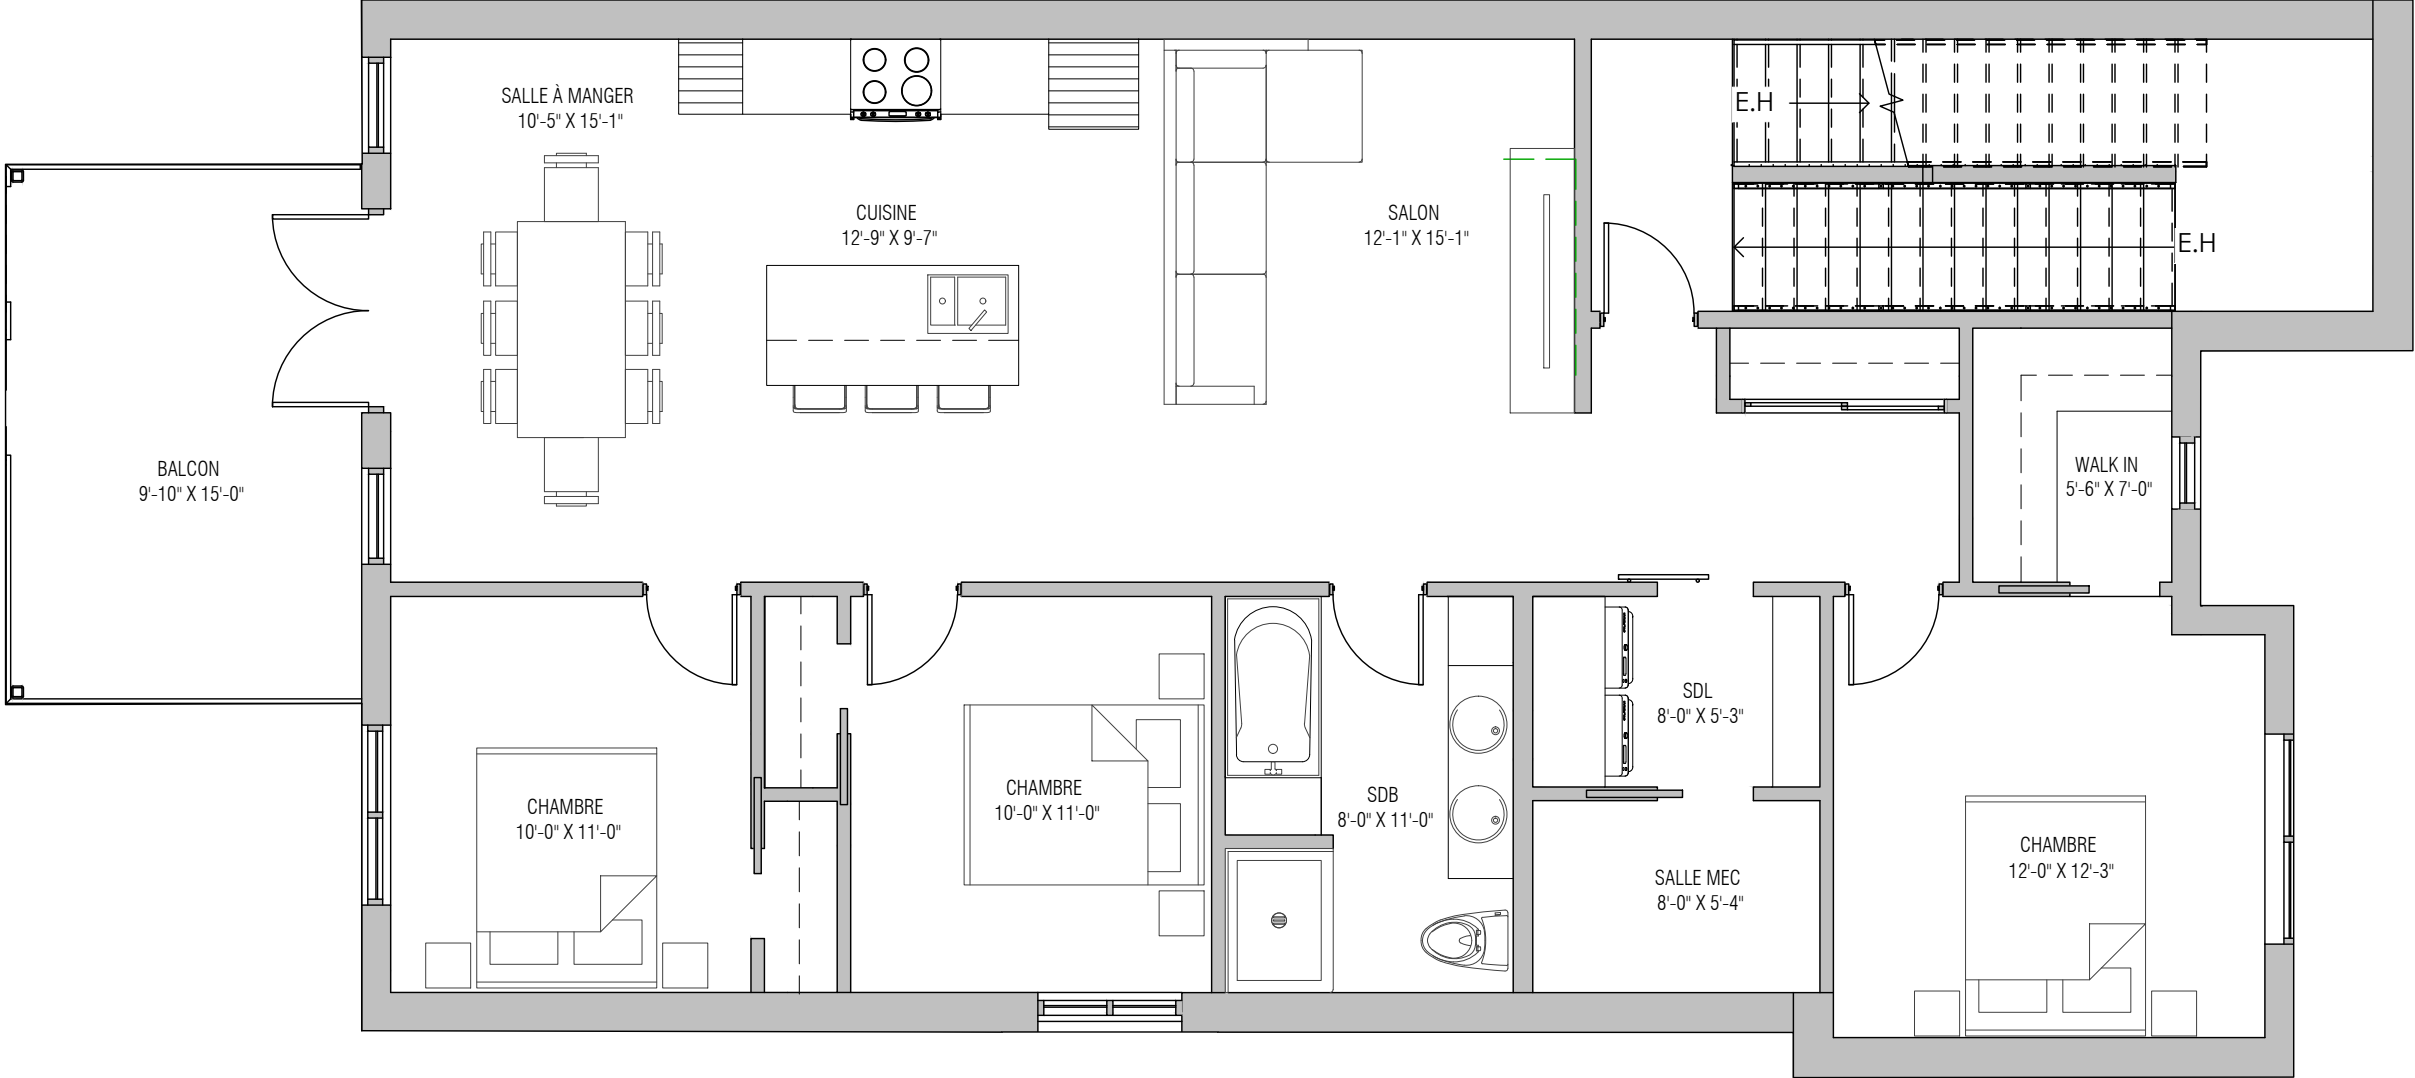 SALLE À MANGER
10'-5" X 15'-1"
E.H
CUISINE
12'-9" X 9'-7"
SALON
12'-1" X 15'-1"
E.H
BALCON
9'-10" X 15'-0"
WALK IN
5'-6" X 7'-0"
SDL
8'-0" X 5'-3"
CHAMBRE
10'-0" X 11'-0"
CHAMBRE
10'-0" X 11'-0"
SDB
8'-0" X 11'-0"
SALLE MEC
8'-0" X 5'-4"
CHAMBRE
12'-0" X 12'-3"